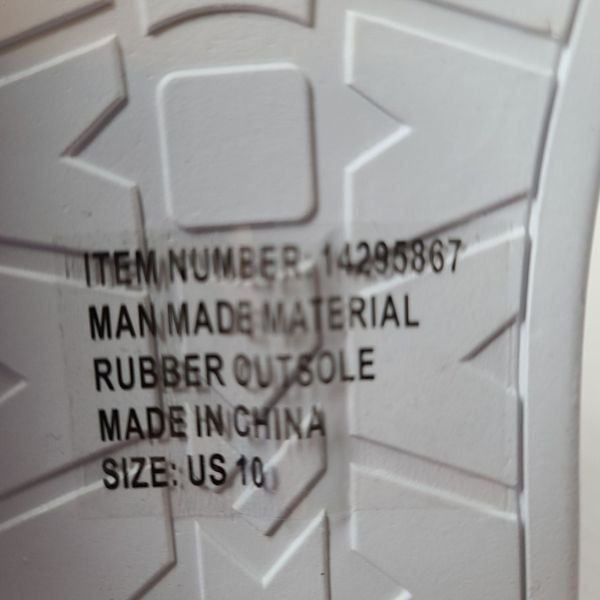 ITEM NUMBER: 14295867
MAN MADE MATERIAL
RUBBER OUTSOLE
MADE IN CHINA
SIZE: US 10